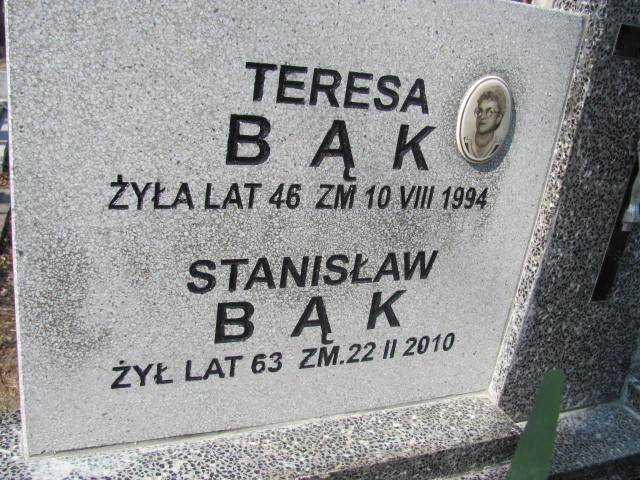 TERESA
BĄK
ŻYŁA LAT 46 ZM 10 VIII 1994
STANISŁAW
BĄK
ŻYŁ LAT 63 ZM.22 II 2010